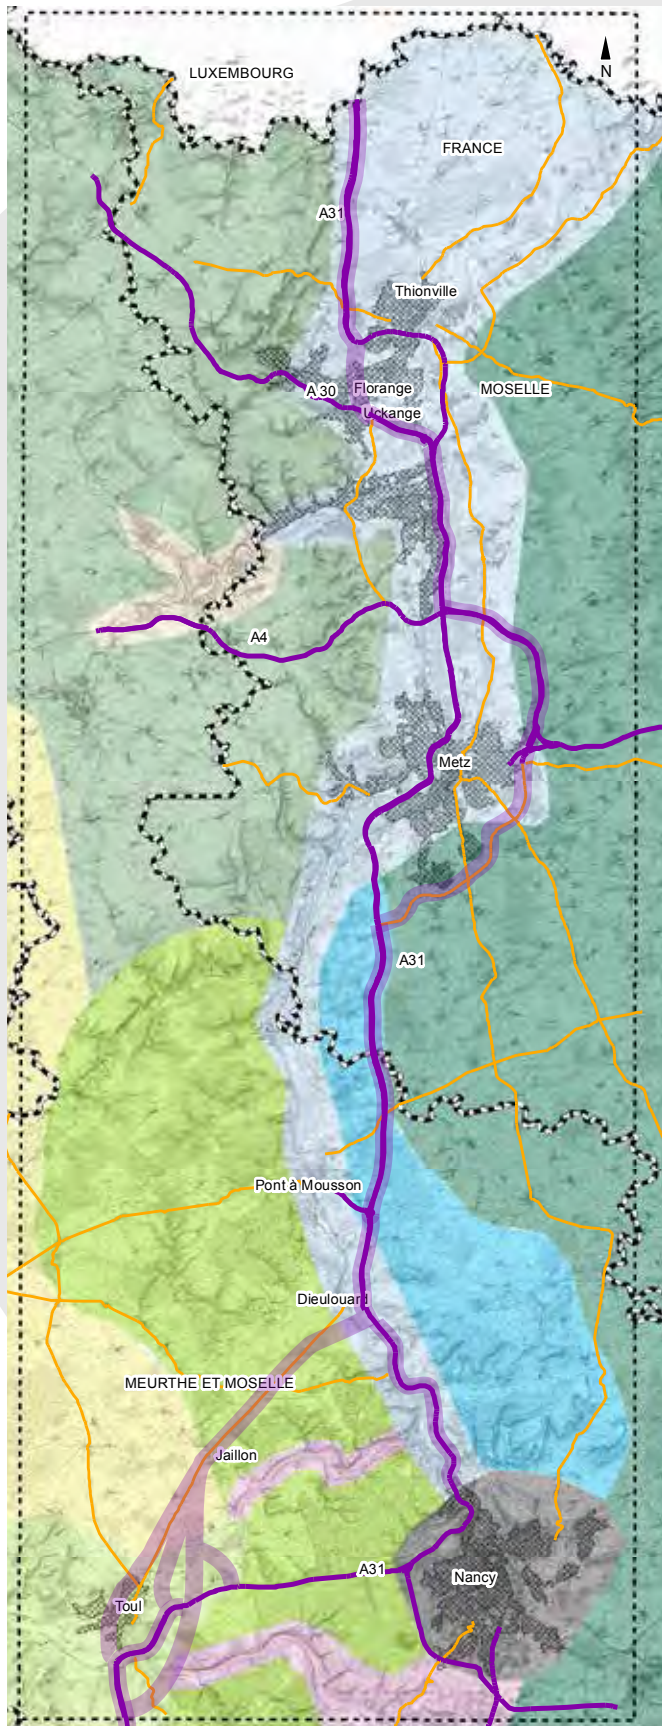 LUXEMBOURG
N
FRANCE
A31
Thionville
A 30
Florange
MOSELLE
Uckange
A4
Metz
A31
Pont à Mousson
Dieulouard
MEURTHE ET MOSELLE
Jaillon
A31
Nancy
Toul